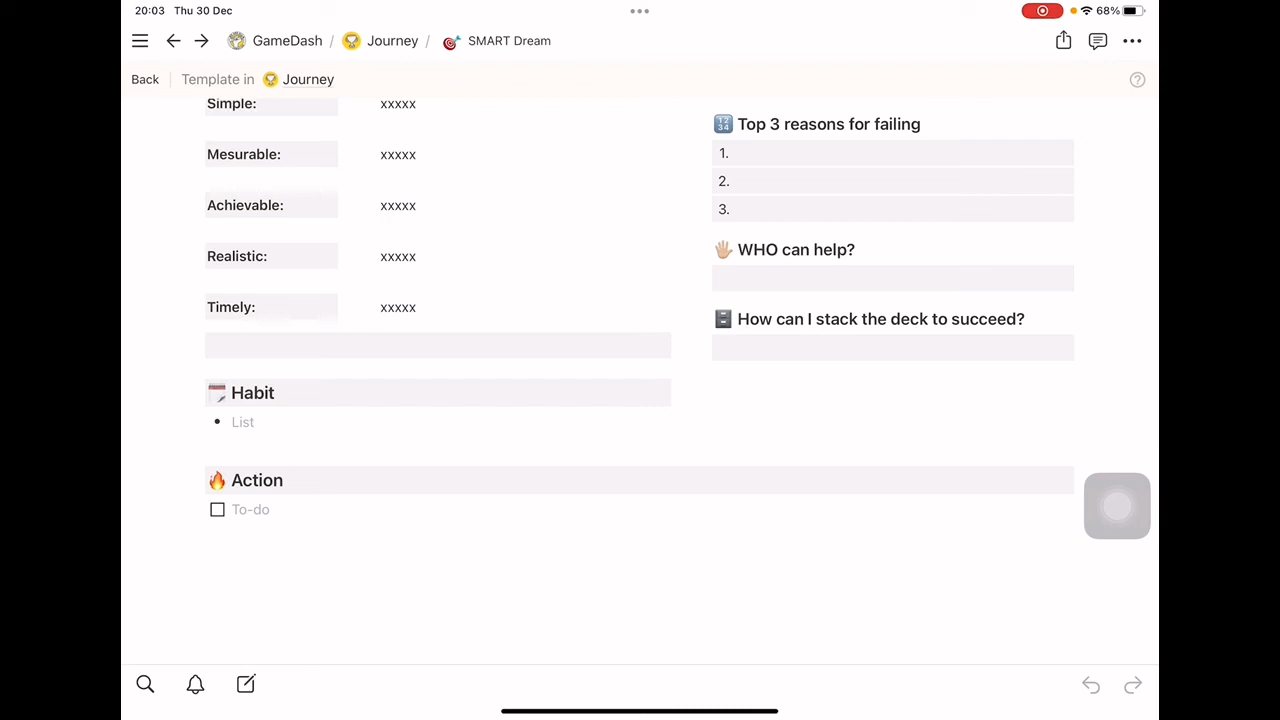 20:03 Thu 30 Dec
68%
GameDash / Journey / SMART Dream
Back Template in Journey
Simple: xxxxx
Mesurable: xxxxx
Achievable: xxxxx
Realistic: xxxxx
Timely: xxxxx
Habit
List
Top 3 reasons for failing
1.
2.
3.
WHO can help?
How can I stack the deck to succeed?
Action
To-do